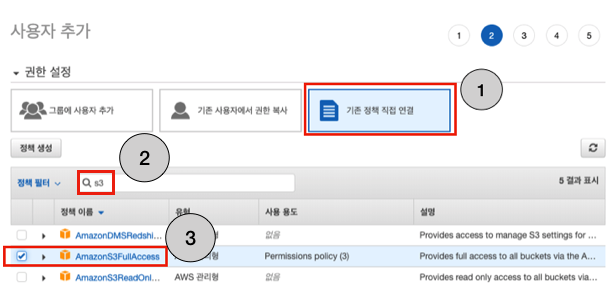 사용자 추가
1 2 3 4 5
권한 설정
그룹에 사용자 추가
기존 사용자에서 권한 복사
기존 정책 직접 연결
1
정책 생성
2
정책 필터
s3
5 결과 표시
정책 이름 유형 사용 용도 설명
AmazonDMSRedshi... 없음 Provides access to manage S3 settings for ...
3
AmazonS3FullAccess 관리형 Permissions policy (3) Provides full access to all buckets via the A...
AmazonS3ReadOnl... AWS 관리형 없음 Provides read only access to all buckets via...